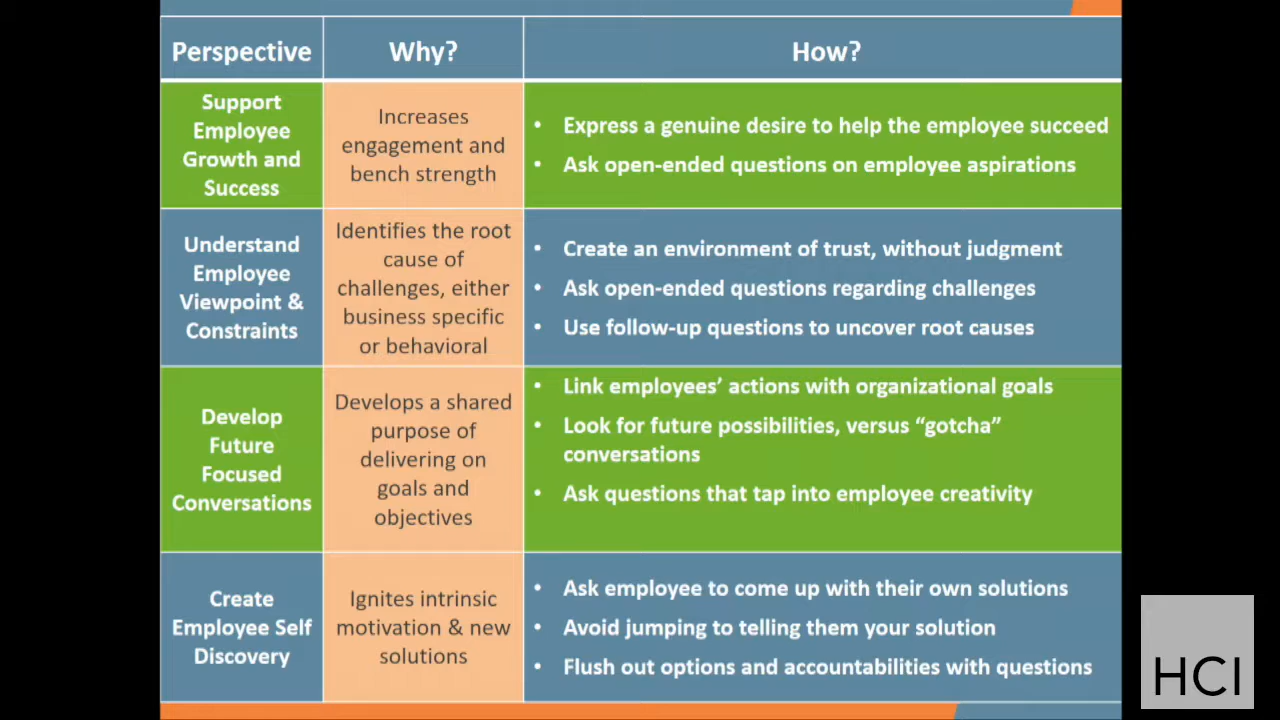 Perspective
Why?
How?
Support
Employee
Growth and
Success
Increases
engagement and
bench strength
• Express a genuine desire to help the employee succeed
• Ask open-ended questions on employee aspirations
Understand
Employee
Viewpoint &
Constraints
Identifies the root
cause of
challenges, either
business specific
or behavioral
• Create an environment of trust, without judgment
• Ask open-ended questions regarding challenges
• Use follow-up questions to uncover root causes
Develop
Future
Focused
Conversations
Develops a shared
purpose of
delivering on
goals and
objectives
• Link employees’ actions with organizational goals
• Look for future possibilities, versus “gotcha”
conversations
• Ask questions that tap into employee creativity
Create
Employee Self
Discovery
Ignites intrinsic
motivation & new
solutions
• Ask employee to come up with their own solutions
• Avoid jumping to telling them your solution
• Flush out options and accountabilities with questions
HCI